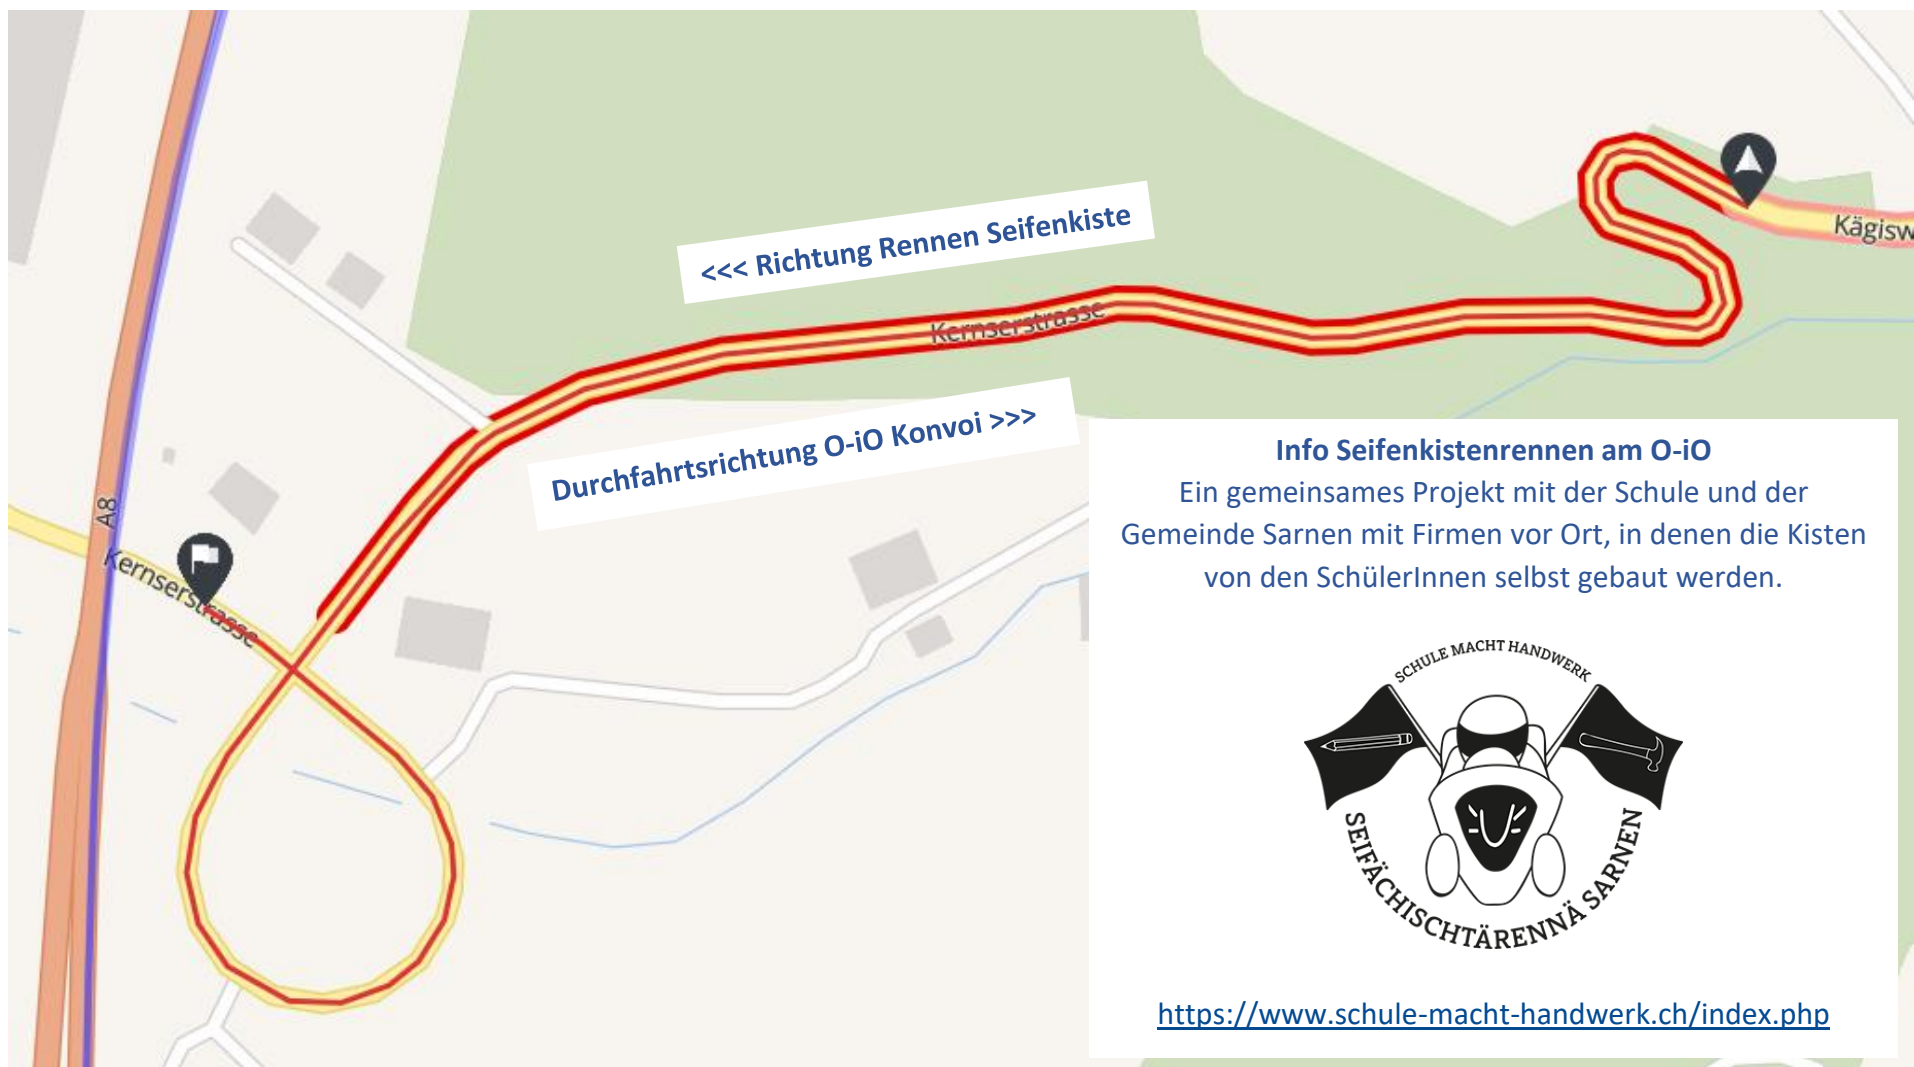 Kägisw
<<< Richtung Rennen Seifenkiste
Kernserstrasse
Durchfahrtsrichtung O-iO Konvoi >>>
A8
Kernserstrasse
Info Seifenkistenrennen am O-iO
Ein gemeinsames Projekt mit der Schule und der
Gemeinde Sarnen mit Firmen vor Ort, in denen die Kisten
von den SchülerInnen selbst gebaut werden.
SCHULE MACHT HANDWERK
SEIFÄCHISCHTÄRENNÄ SARNEN
https://www.schule-macht-handwerk.ch/index.php